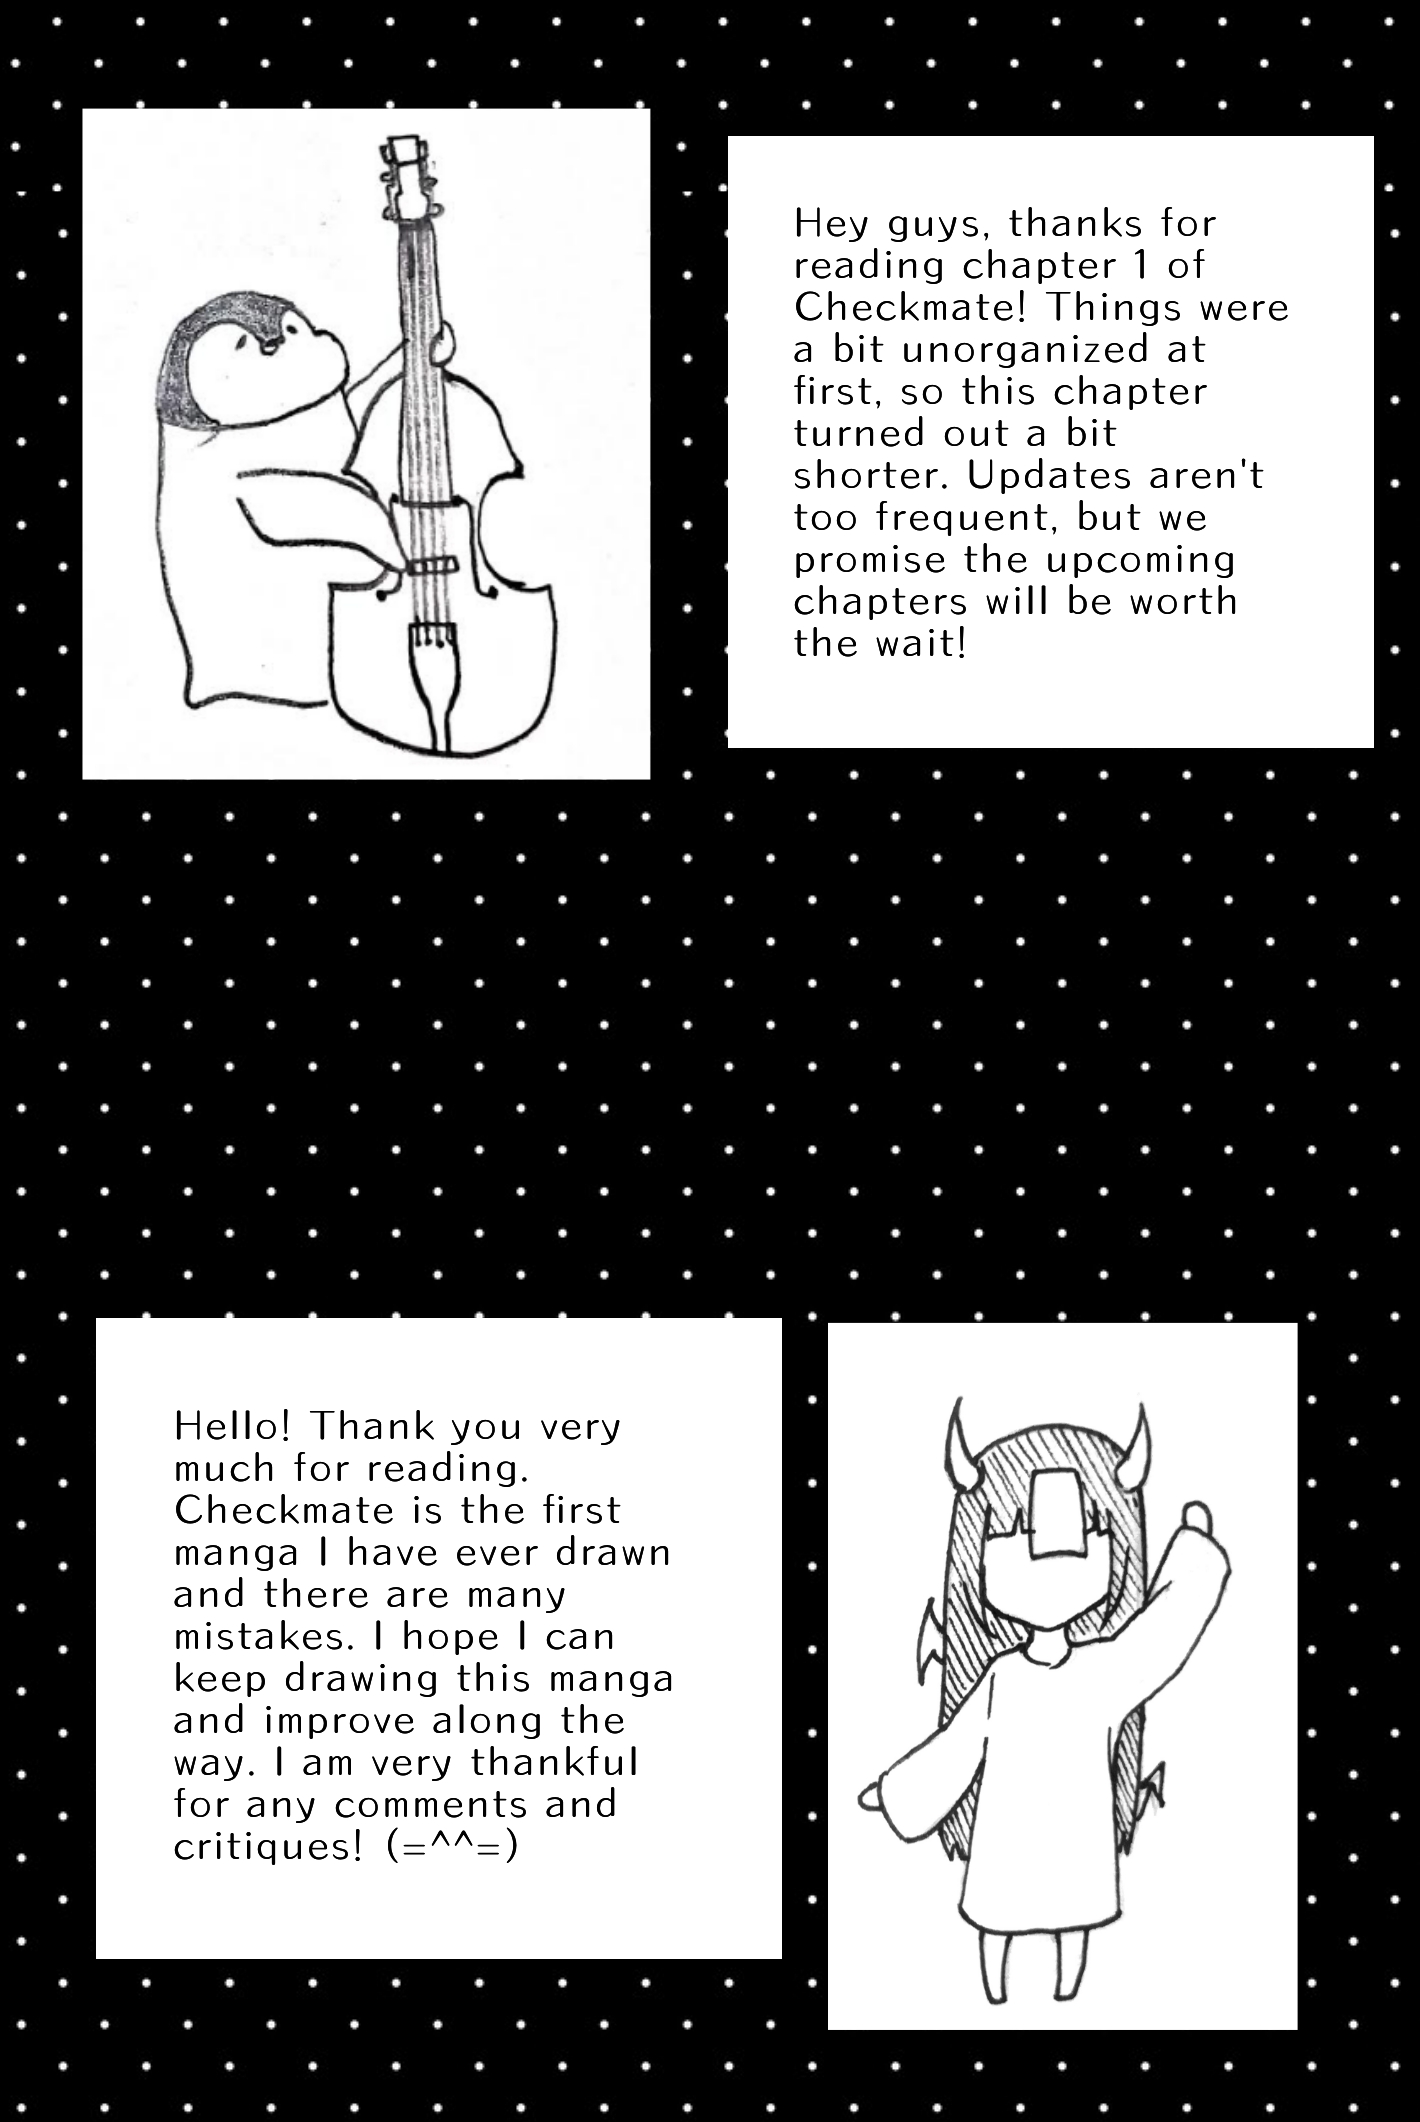 Hey guys, thanks for
reading chapter 1 of
Checkmate! Things were
a bit unorganized at
first, so this chapter
turned out a bit
shorter. Updates aren't
too frequent, but we
promise the upcoming
chapters will be worth
the wait!
Hello! Thank you very
much for reading.
Checkmate is the first
manga I have ever drawn
and there are many
mistakes. I hope I can
keep drawing this manga
and improve along the
way. I am very thankful
for any comments and
critiques! (=^^=)